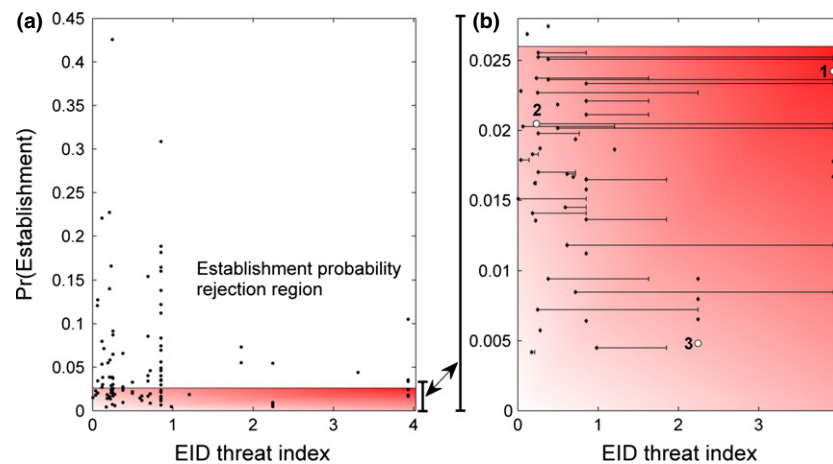 (a)
Pr(Establishment)
0.45
0.4
0.35
0.3
0.25
0.2
0.15
0.1
0.05
0
Establishment probability
rejection region
0 1 2 3 4
EID threat index
(b)
0.025
0.02
0.015
0.01
0.005
0
1
2
3
0 1 2 3
EID threat index